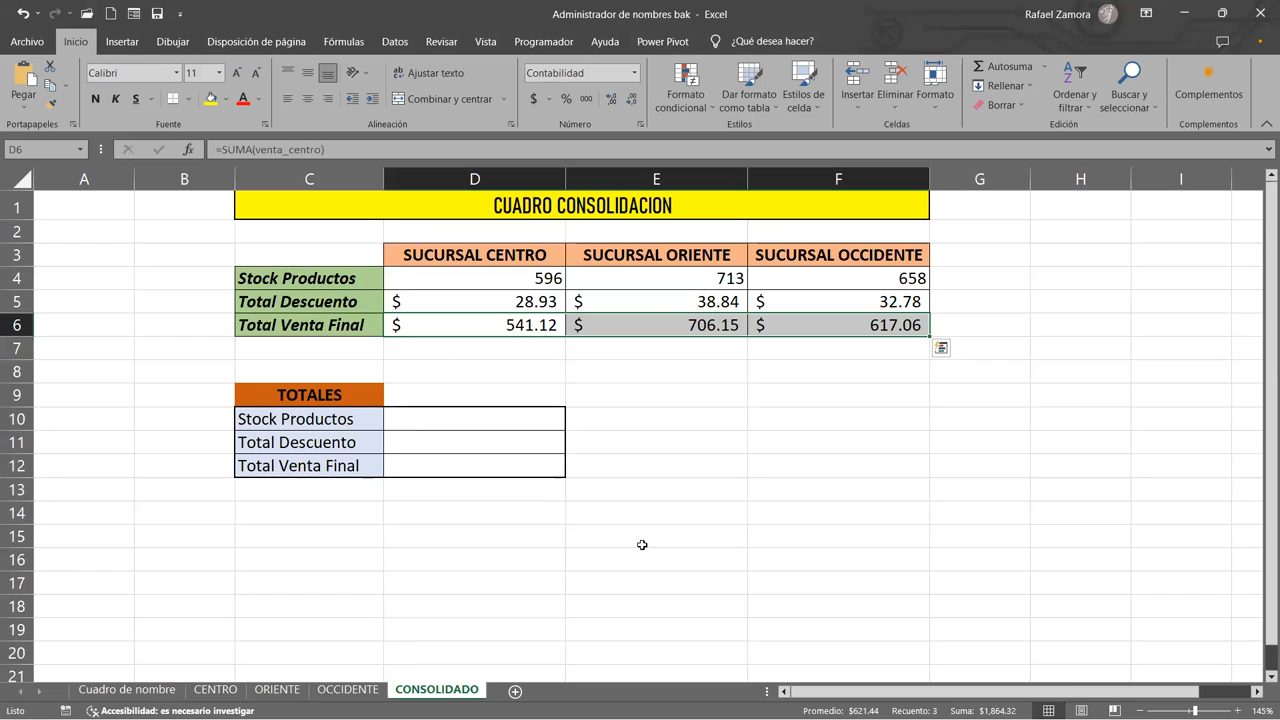 Administrador de nombres bak - Excel
Rafael Zamora
Archivo Inicio Insertar Dibujar Disposición de página Fórmulas Datos Revisar Vista Programador Ayuda Power Pivot ¿Qué desea hacer?
Pegar
Calibri 11
Ajustar texto
Contabilidad
Formato condicional
Dar formato como tabla
Estilos de celda
Insertar Eliminar Formato
Autosuma
Rellenar
Borrar
Ordenar y filtrar
Buscar y seleccionar
Complementos
N K S
Combinar y centrar
$ % 000
Portapapeles Fuente Alineación Número Estilos Celdas Edición Complementos
D6 fx =SUMA(venta_centro)
A B C D E F G H I
1 CUADRO CONSOLIDACION
2
3 SUCURSAL CENTRO SUCURSAL ORIENTE SUCURSAL OCCIDENTE
4 Stock Productos 596 713 658
5 Total Descuento $ 28.93 $ 38.84 $ 32.78
6 Total Venta Final $ 541.12 $ 706.15 $ 617.06
7
8
9 TOTALES
10 Stock Productos
11 Total Descuento
12 Total Venta Final
13
14
15
16
17
18
19
20
21
Cuadro de nombre CENTRO ORIENTE OCCIDENTE CONSOLIDADO
Listo Accesibilidad: es necesario investigar Promedio: $621.44 Recuento: 3 Suma: $1,864.32 145%